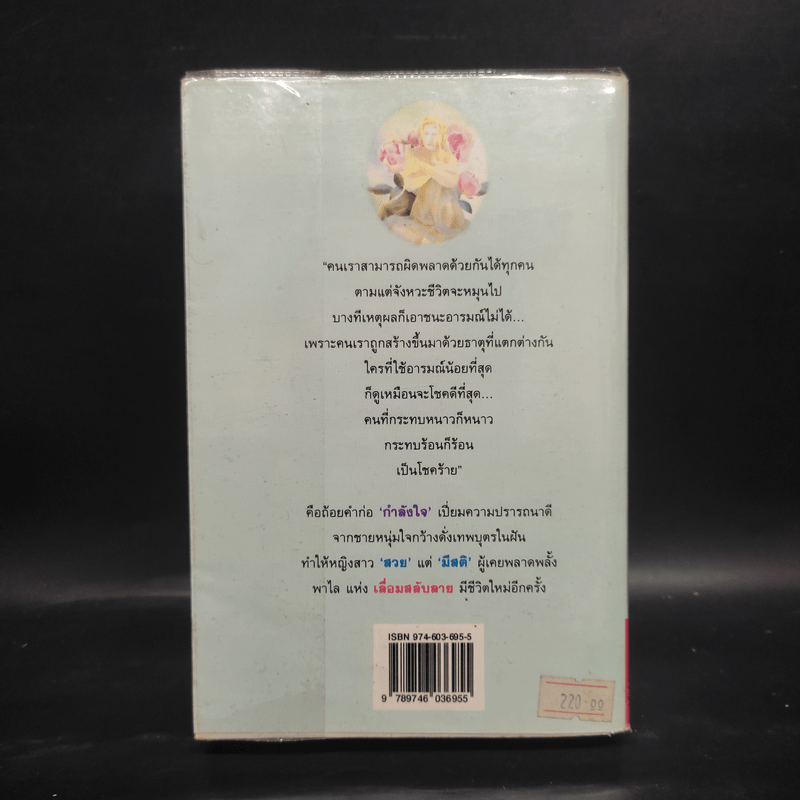 “คนเราสามารถผิดพลาดด้วยกันได้ทุกคน
ตามแต่จังหวะชีวิตจะหมุนไป
บางทีเหตุผลก็เอาชนะอารมณ์ไม่ได้...
เพราะคนเราถูกสร้างขึ้นมาด้วยธาตุที่แตกต่างกัน
ใครที่ใช้อารมณ์น้อยที่สุด
ก็ดูเหมือนจะโชคดีที่สุด...
คนที่กระทบหนาวก็หนาว
กระทบร้อนก็ร้อน
เป็นโชคร้าย”
คือถ้อยคำก่อ ‘กำลังใจ’ เปี่ยมความปรารถนาดี
จากชายหนุ่มใจกว้างดั่งเทพบุตรในฝัน
ทำให้หญิงสาว ‘สวย’ แต่ ‘มีสติ’ ผู้เคยพลาดพลั้ง
พาไล แห่ง เลื่อมสลับลาย มีชีวิตใหม่อีกครั้ง
ISBN 974-603-695-5
9 789746 036955
220.00